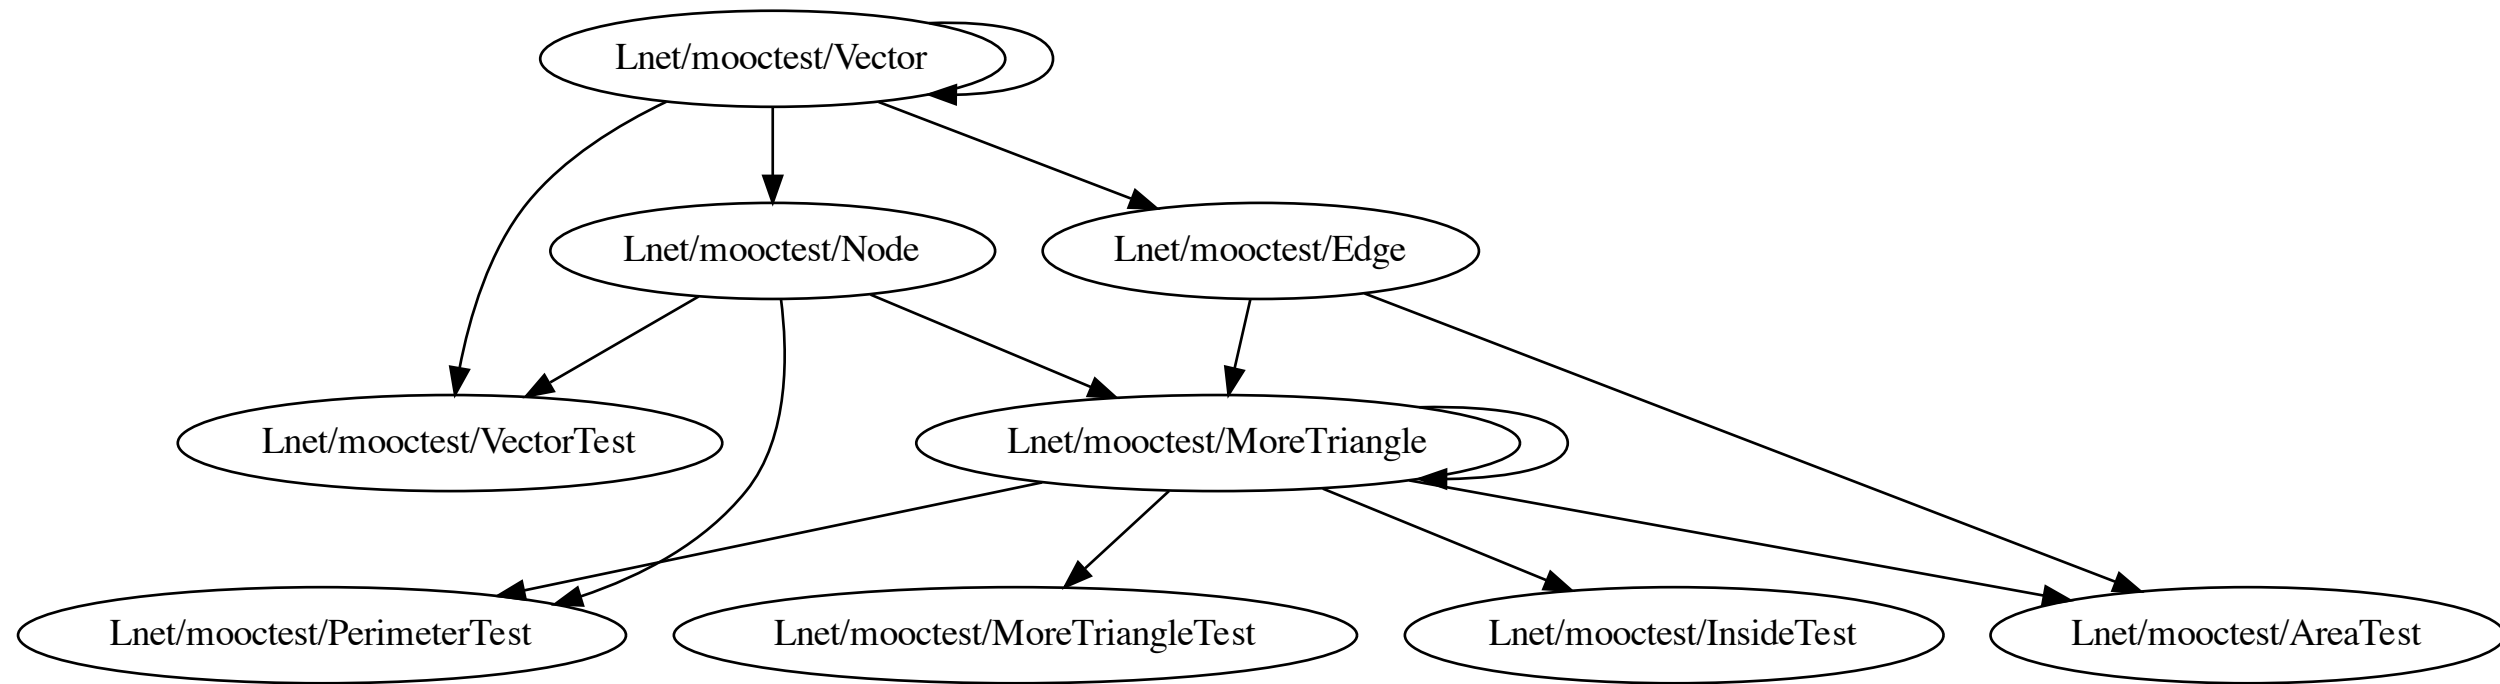 Lnet/mooctest/Vector
Lnet/mooctest/Node
Lnet/mooctest/Edge
Lnet/mooctest/VectorTest
Lnet/mooctest/MoreTriangle
Lnet/mooctest/PerimeterTest
Lnet/mooctest/MoreTriangleTest
Lnet/mooctest/InsideTest
Lnet/mooctest/AreaTest